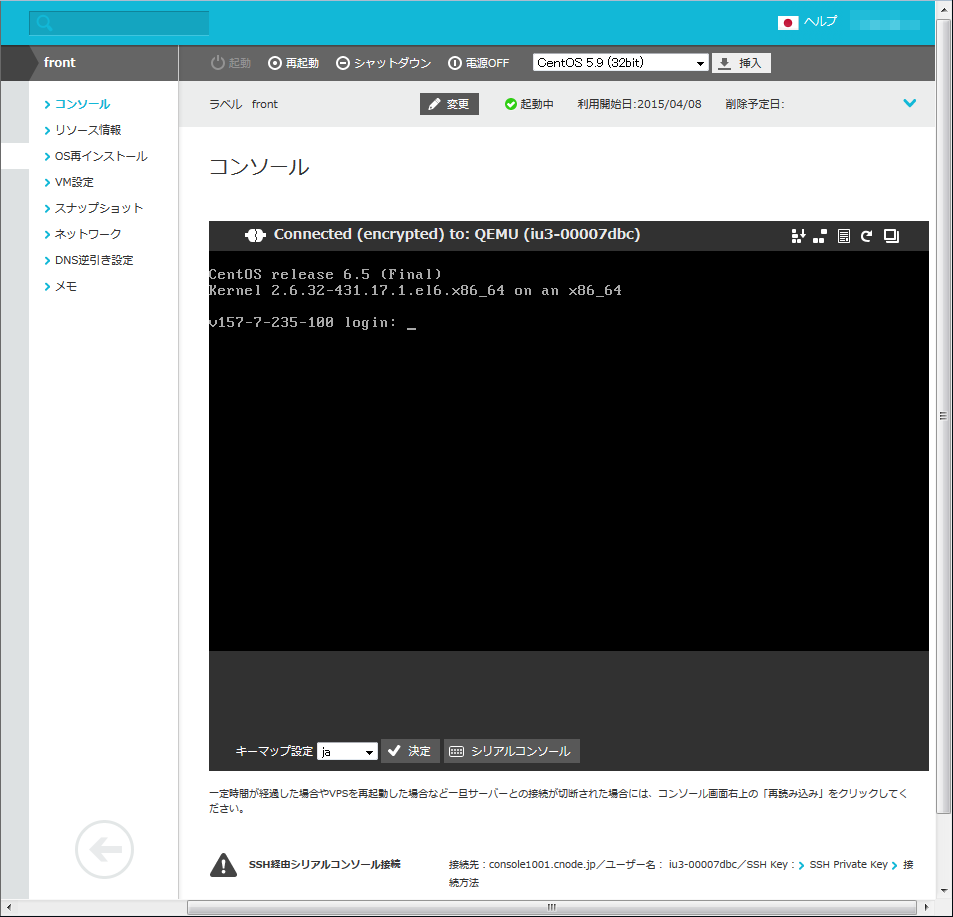 ヘルプ
front
起動 再起動 シャットダウン 電源OFF CentOS 5.9 (32bit) 挿入
ラベル front 変更 起動中 利用開始日:2015/04/08 削除予定日:
コンソール
リソース情報
OS再インストール
VM設定
スナップショット
ネットワーク
DNS逆引き設定
メモ
コンソール
Connected (encrypted) to: QEMU (iu3-00007dbc)
CentOS release 6.5 (Final)
Kernel 2.6.32-431.17.1.el6.x86_64 on an x86_64
v157-7-235-100 login: _
キーマップ設定 ja 決定 シリアルコンソール
一定時間が経過した場合やVPSを再起動した場合など一旦サーバーとの接続が切断された場合には、コンソール画面右上の「再読み込み」をクリックしてく
ださい。
SSH経由シリアルコンソール接続
接続先：console1001.cnode.jp／ユーザー名： iu3-00007dbc／SSH Key： SSH Private Key 接
続方法